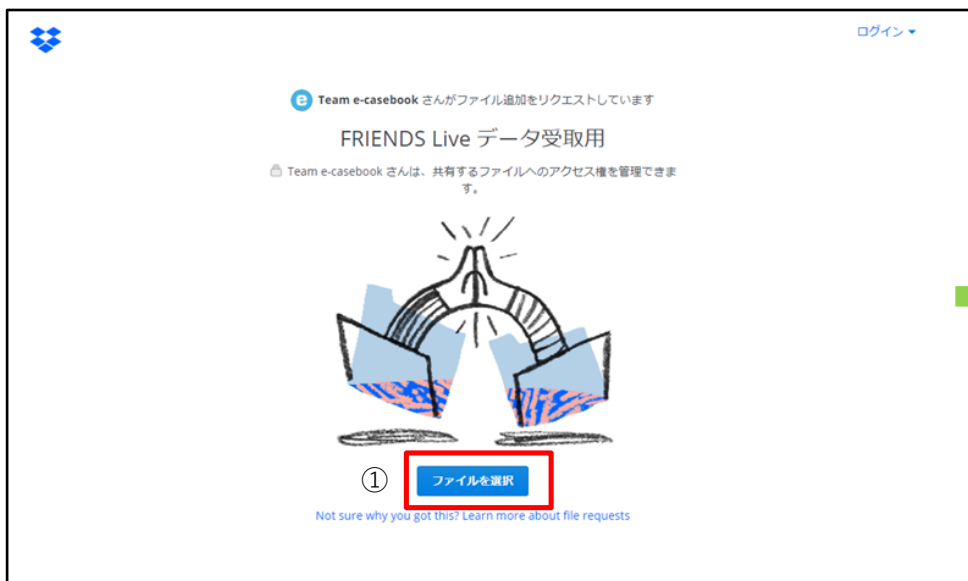 ログイン
Team e-casebook さんがファイル追加をリクエストしています
FRIENDS Live データ受取用
Team e-casebook さんは、共有するファイルへのアクセス権を管理できま
す。
① ファイルを選択
Not sure why you got this? Learn more about file requests